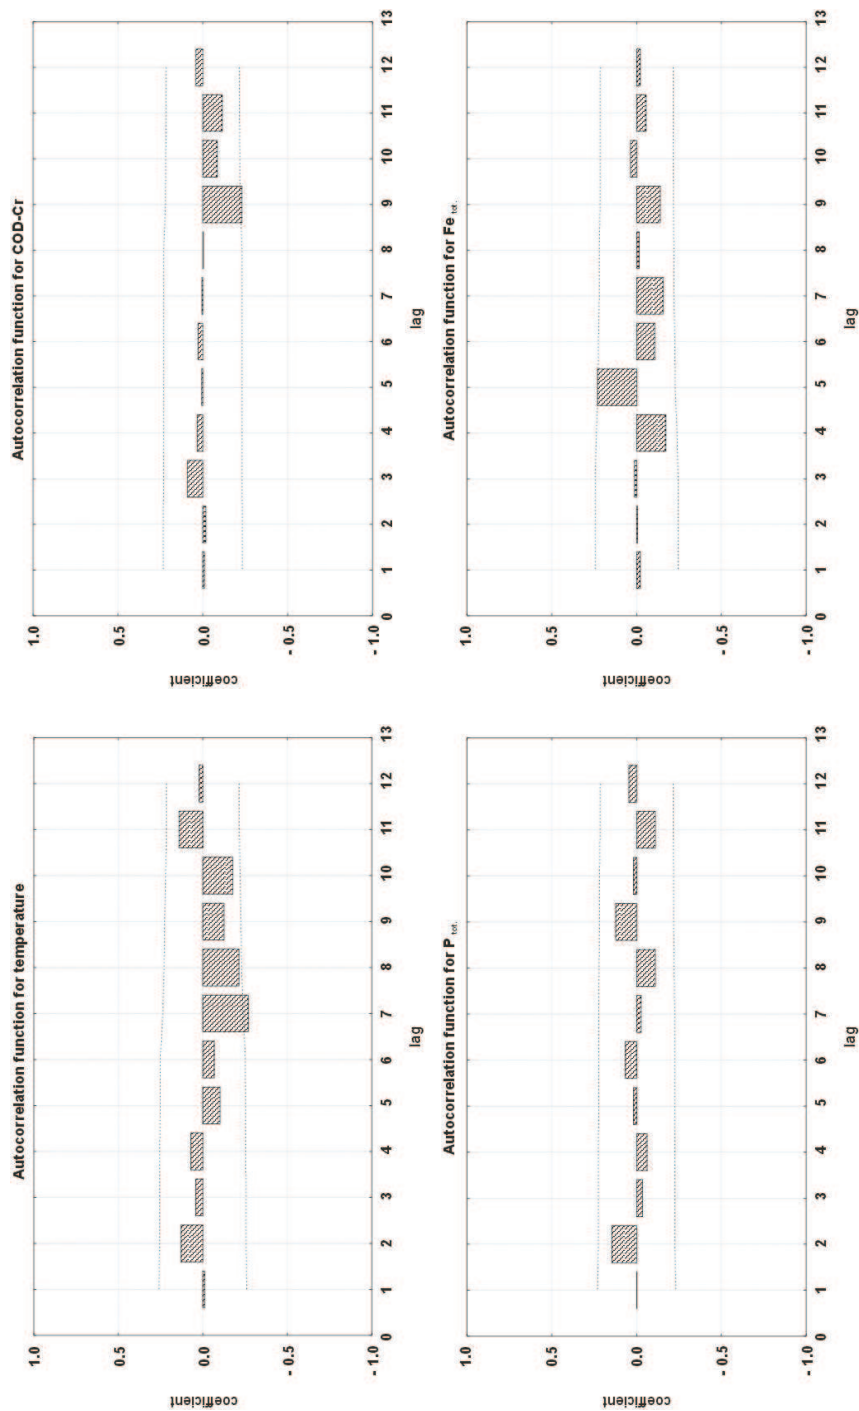 Autocorrelation function for temperature
coefficient
1.0
0.5
0.0
- 0.5
- 1.0
0 1 2 3 4 5 6 7 8 9 10 11 12 13
lag
Autocorrelation function for COD-Cr
coefficient
1.0
0.5
0.0
- 0.5
- 1.0
0 1 2 3 4 5 6 7 8 9 10 11 12 13
lag
Autocorrelation function for P tot.
coefficient
1.0
0.5
0.0
- 0.5
- 1.0
0 1 2 3 4 5 6 7 8 9 10 11 12 13
lag
Autocorrelation function for Fe tot.
coefficient
1.0
0.5
0.0
- 0.5
- 1.0
0 1 2 3 4 5 6 7 8 9 10 11 12 13
lag